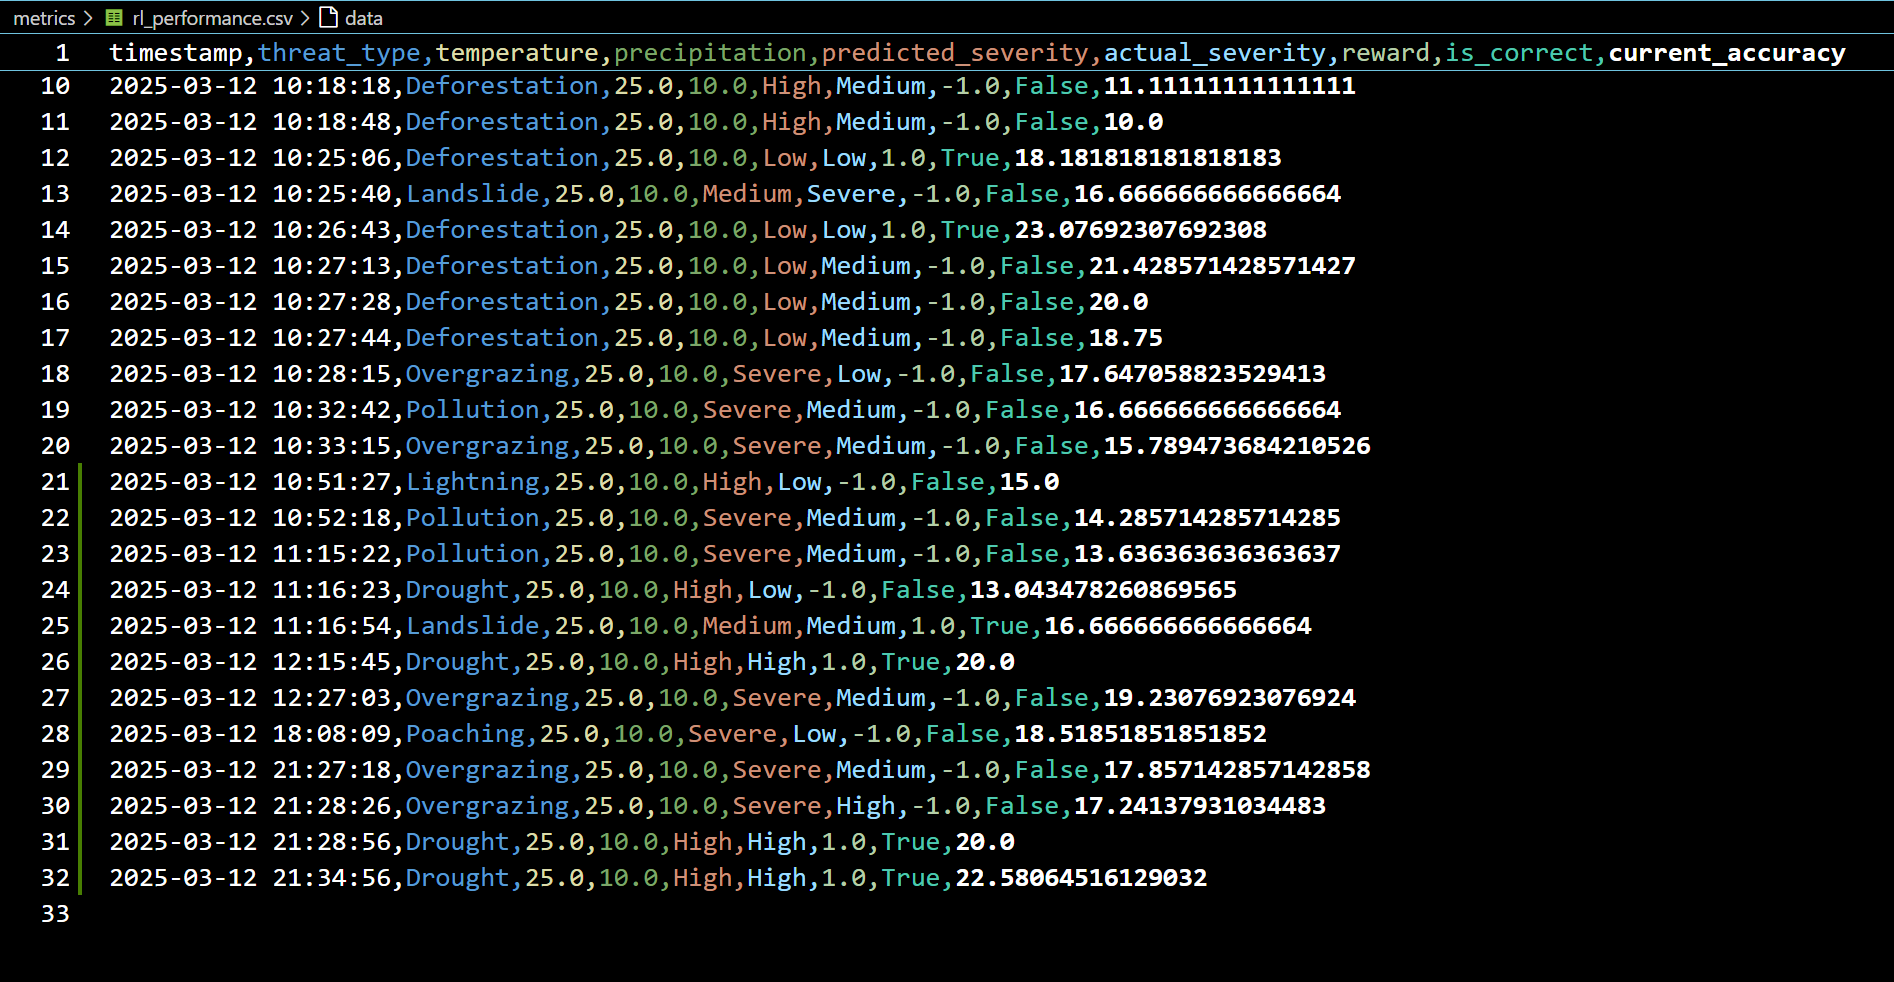 metrics > rl_performance.csv > data
1 timestamp,threat_type,temperature,precipitation,predicted_severity,actual_severity,reward,is_correct,current_accuracy
10 2025-03-12 10:18:18,Deforestation,25.0,10.0,High,Medium,-1.0,False,11.11111111111111
11 2025-03-12 10:18:48,Deforestation,25.0,10.0,High,Medium,-1.0,False,10.0
12 2025-03-12 10:25:06,Deforestation,25.0,10.0,Low,Low,1.0,True,18.181818181818183
13 2025-03-12 10:25:40,Landslide,25.0,10.0,Medium,Severe,-1.0,False,16.666666666666664
14 2025-03-12 10:26:43,Deforestation,25.0,10.0,Low,Low,1.0,True,23.07692307692308
15 2025-03-12 10:27:13,Deforestation,25.0,10.0,Low,Medium,-1.0,False,21.428571428571427
16 2025-03-12 10:27:28,Deforestation,25.0,10.0,Low,Medium,-1.0,False,20.0
17 2025-03-12 10:27:44,Deforestation,25.0,10.0,Low,Medium,-1.0,False,18.75
18 2025-03-12 10:28:15,Overgrazing,25.0,10.0,Severe,Low,-1.0,False,17.647058823529413
19 2025-03-12 10:32:42,Pollution,25.0,10.0,Severe,Medium,-1.0,False,16.666666666666664
20 2025-03-12 10:33:15,Overgrazing,25.0,10.0,Severe,Medium,-1.0,False,15.789473684210526
21 2025-03-12 10:51:27,Lightning,25.0,10.0,High,Low,-1.0,False,15.0
22 2025-03-12 10:52:18,Pollution,25.0,10.0,Severe,Medium,-1.0,False,14.285714285714285
23 2025-03-12 11:15:22,Pollution,25.0,10.0,Severe,Medium,-1.0,False,13.636363636363637
24 2025-03-12 11:16:23,Drought,25.0,10.0,High,Low,-1.0,False,13.043478260869565
25 2025-03-12 11:16:54,Landslide,25.0,10.0,Medium,Medium,1.0,True,16.666666666666664
26 2025-03-12 12:15:45,Drought,25.0,10.0,High,High,1.0,True,20.0
27 2025-03-12 12:27:03,Overgrazing,25.0,10.0,Severe,Medium,-1.0,False,19.23076923076924
28 2025-03-12 18:08:09,Poaching,25.0,10.0,Severe,Low,-1.0,False,18.51851851851852
29 2025-03-12 21:27:18,Overgrazing,25.0,10.0,Severe,Medium,-1.0,False,17.857142857142858
30 2025-03-12 21:28:26,Overgrazing,25.0,10.0,Severe,High,-1.0,False,17.24137931034483
31 2025-03-12 21:28:56,Drought,25.0,10.0,High,High,1.0,True,20.0
32 2025-03-12 21:34:56,Drought,25.0,10.0,High,High,1.0,True,22.58064516129032
33